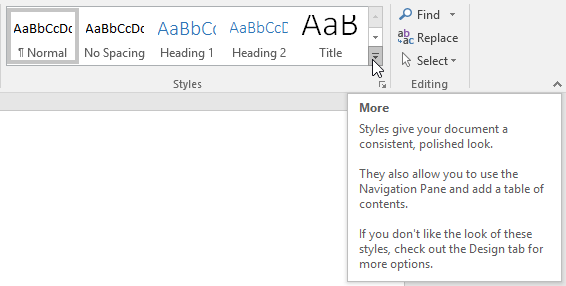 AaBbCcDc AaBbCcDc AaBbCc AaBbCcD AaB
¶ Normal No Spacing Heading 1 Heading 2 Title
Styles
Find
Replace
Select
Editing
More
Styles give your document a
consistent, polished look.
They also allow you to use the
Navigation Pane and add a table of
contents.
If you don't like the look of these
styles, check out the Design tab for
more options.